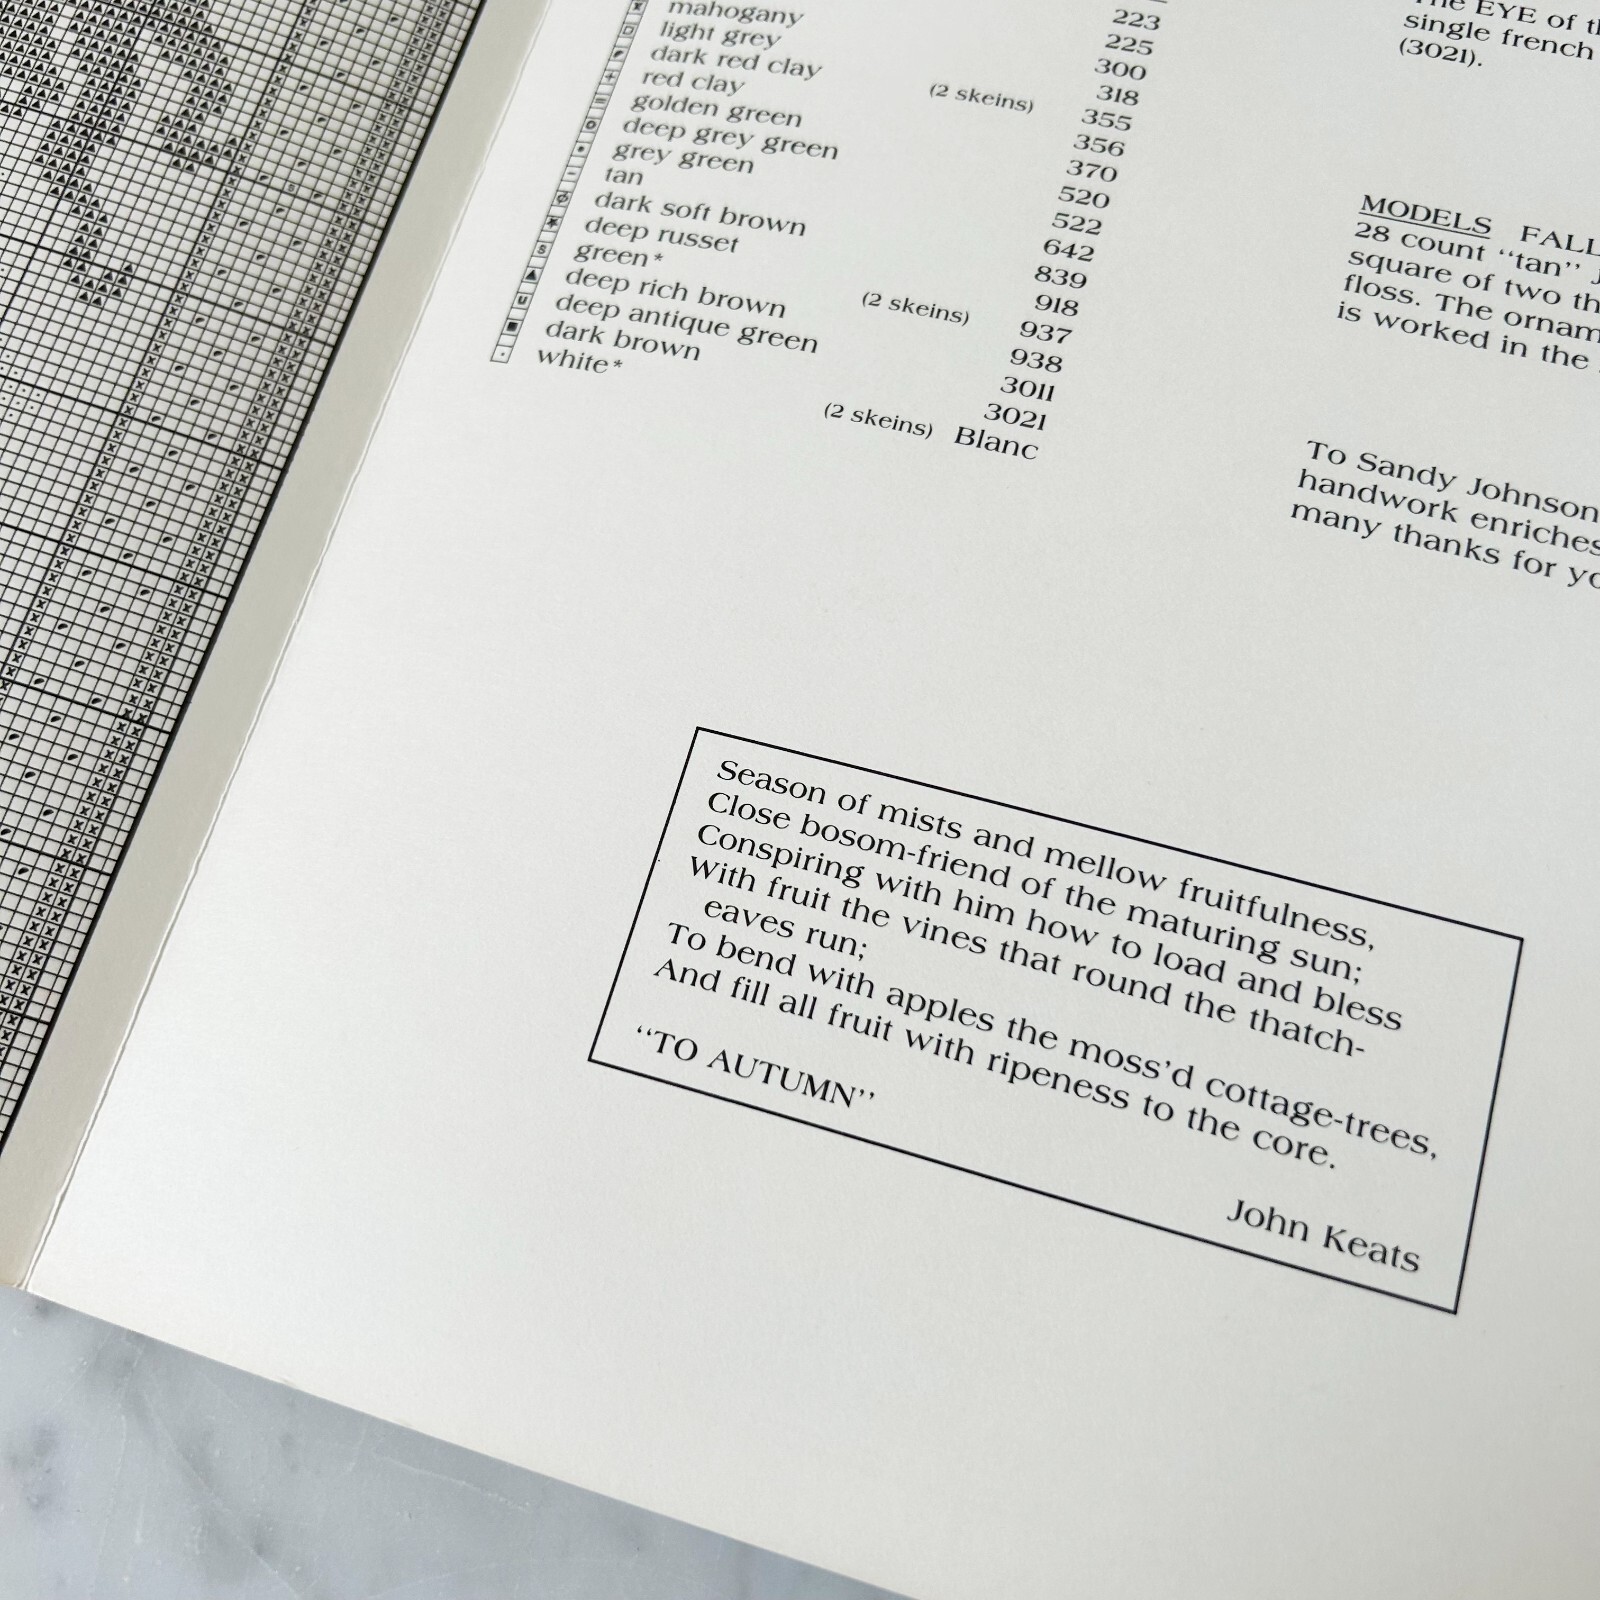 223
225
mahogany 300
light grey 318
dark red clay (2 skeins) 355
red clay 356
golden green 370
deep grey green 520
grey green 522
tan 642
dark soft brown 839
deep russet 918
green* (2 skeins) 937
deep rich brown 938
deep antique green 3011
dark brown 3021
white* (2 skeins) Blanc
The EYE of
single french
(3021).
MODELS FALL
28 count "tan"
square of two
floss. The
is worked in the
To Sandy Johnson
handwork enriches
many thanks for
Season of mists and mellow fruitfulness,
Close bosom-friend of the maturing sun;
Conspiring with him how to load and bless
With fruit the vines that round the thatch-
eaves run;
To bend with apples the moss'd cottage-trees,
And fill all fruit with ripeness to the core.
"TO AUTUMN"
John Keats